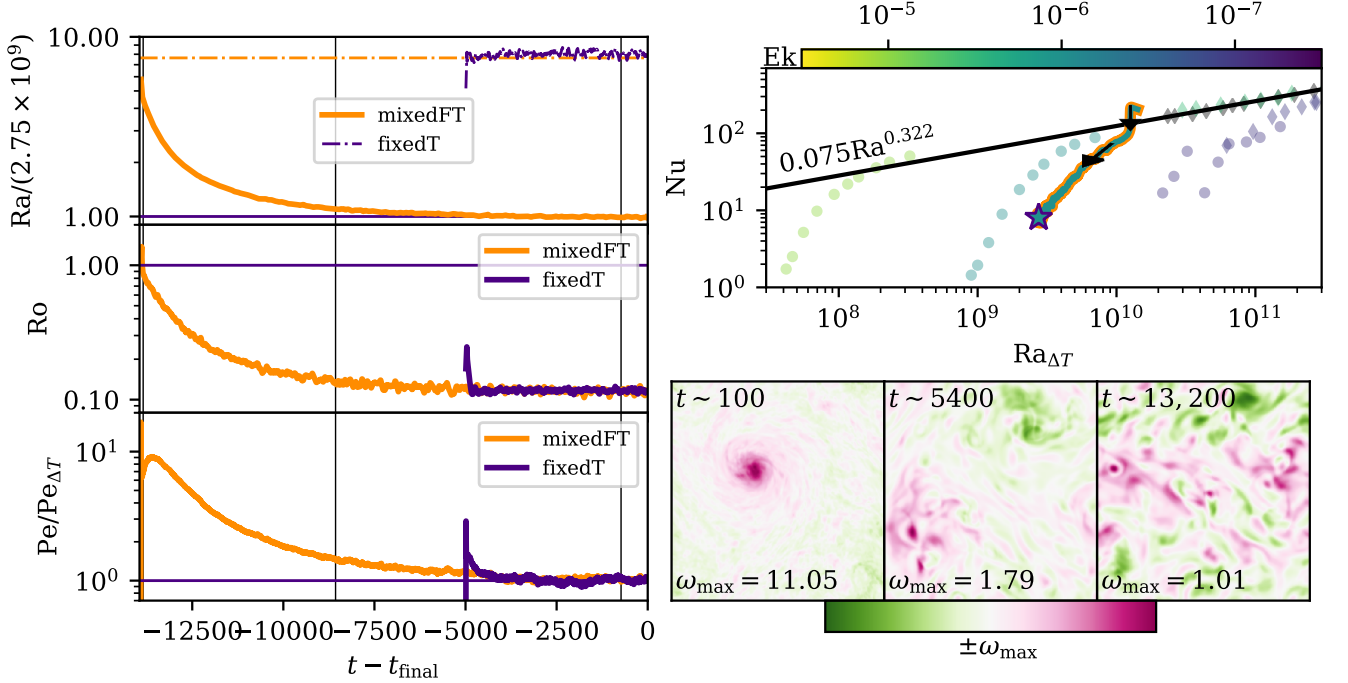 Ra/(2.75 × 10⁹)
10.00
1.00
mixedFT
fixedT
Ro
1.00
0.10
mixedFT
fixedT
Pe/Pe_ΔT
10¹
10⁰
mixedFT
fixedT
−12500 −10000 −7500 −5000 −2500 0
t − t_final
10⁻⁵ 10⁻⁶ 10⁻⁷
Ek
Nu
10²
10¹
10⁰
0.075Ra^0.322
10⁸ 10⁹ 10¹⁰ 10¹¹
Ra_ΔT
t ~ 100 t ~ 5400 t ~ 13, 200
ω_max = 11.05 ω_max = 1.79 ω_max = 1.01
±ω_max